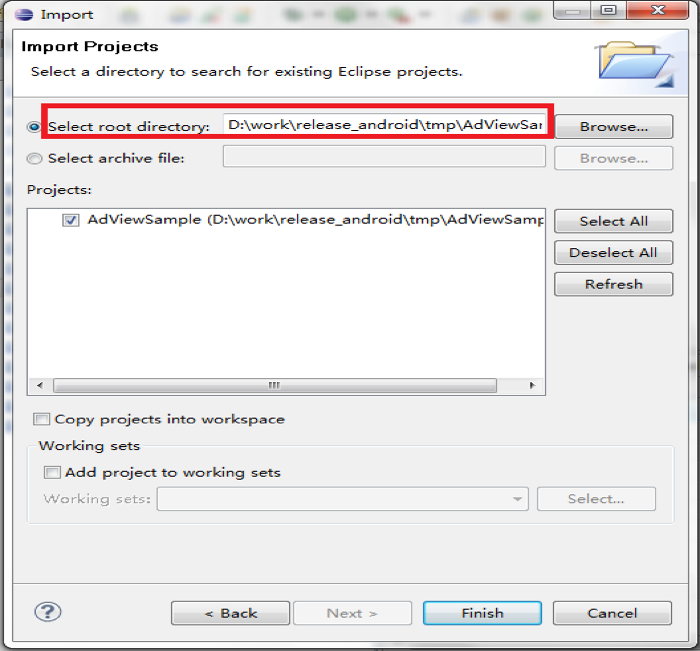 Import
Import Projects
Select a directory to search for existing Eclipse projects.
Select root directory: D:\work\release_android\tmp\AdViewSar Browse...
Select archive file: Browse...
Projects:
AdViewSample (D:\work\release_android\tmp\AdViewSamp
Select All
Deselect All
Refresh
Copy projects into workspace
Working sets
Add project to working sets
Working sets: Select...
? < Back Next > Finish Cancel